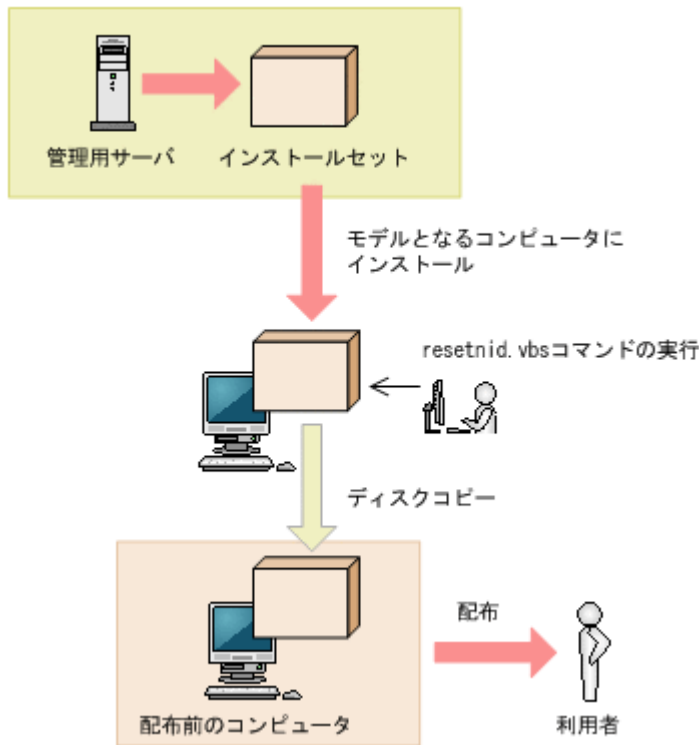 管理用サーバ
インストールセット
モデルとなるコンピュータに
インストール
resetnid.vbsコマンドの実行
ディスクコピー
配布
配布前のコンピュータ
利用者